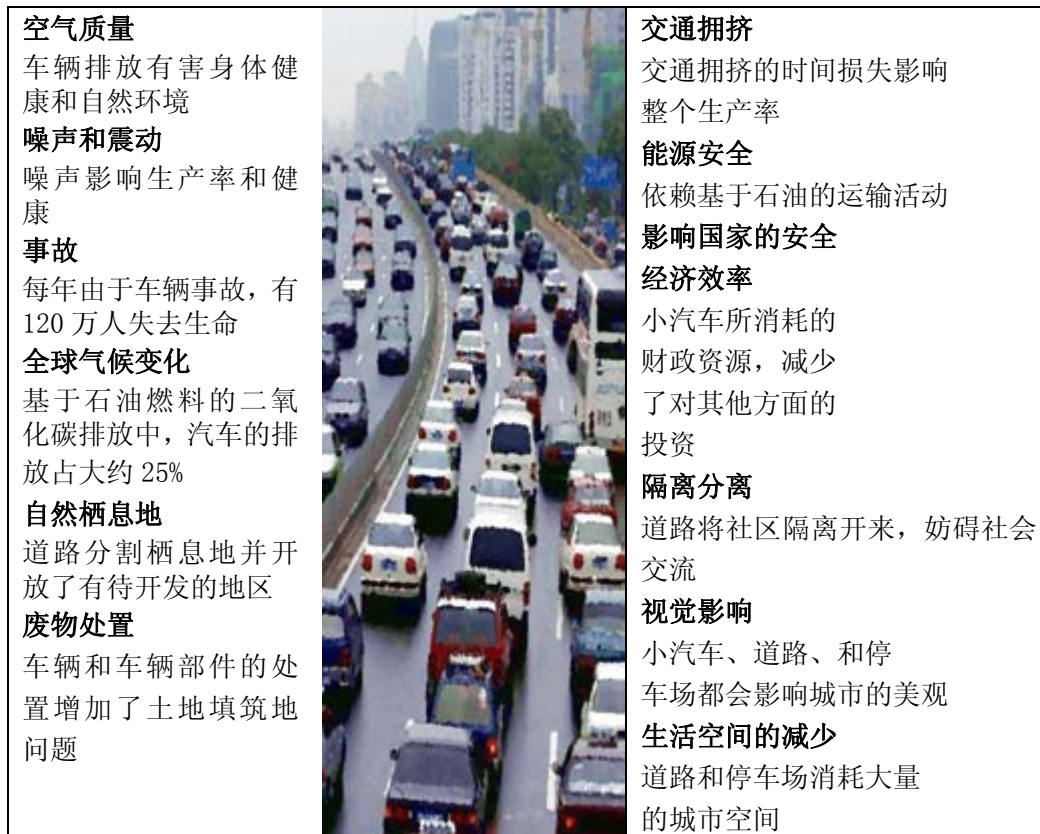 空气质量
车辆排放有害身体健
康和自然环境
噪声和震动
噪声影响生产率和健
康
事故
每年由于车辆事故，有
120 万人失去生命
全球气候变化
基于石油燃料的二氧
化碳排放中，汽车的排
放占大约 25%
自然栖息地
道路分割栖息地并开
放了有待开发的地区
废物处置
车辆和车辆部件的处
置增加了土地填筑地
问题
交通拥挤
交通拥挤的时间损失影响
整个生产率
能源安全
依赖基于石油的运输活动
影响国家的安全
经济效率
小汽车所消耗的
财政资源，减少
了对其他方面的
投资
隔离分离
道路将社区隔离开来，妨碍社会
交流
视觉影响
小汽车、道路、和停
车场都会影响城市的美观
生活空间的减少
道路和停车场消耗大量
的城市空间